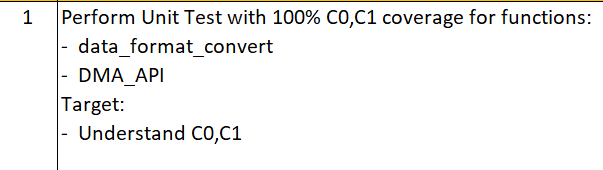 1 Perform Unit Test with 100% C0,C1 coverage for functions:
- data_format_convert
- DMA_API
Target:
- Understand C0,C1